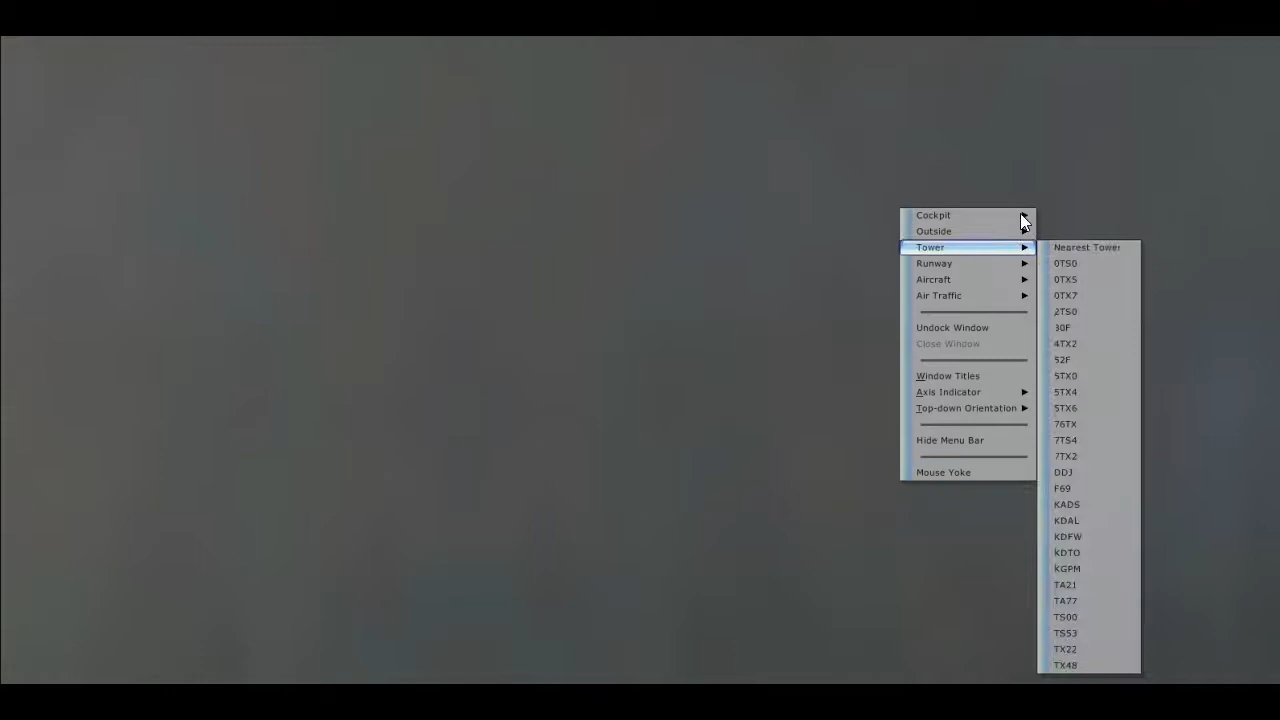 Cockpit
Outside
Tower
Runway
Aircraft
Air Traffic
Undock Window
Close Window
Window Titles
Axis Indicator
Top-down Orientation
Hide Menu Bar
Mouse Yoke
Nearest Tower
0TS0
0TX5
0TX7
2TS0
30F
4TX2
52F
5TX0
5TX4
5TX6
76TX
7TS4
7TX2
DDJ
F69
KADS
KDAL
KDFW
KDTO
KGPM
TA21
TA77
TS00
TS53
TX22
TX48